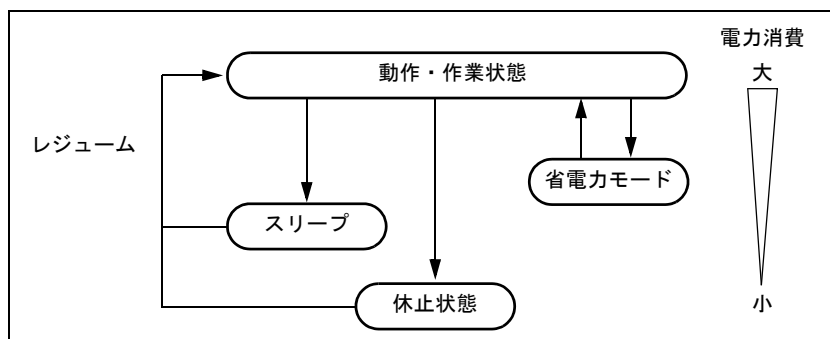 電力消費
動作・作業状態
大
レジューム
省電力モード
スリープ
休止状態
小